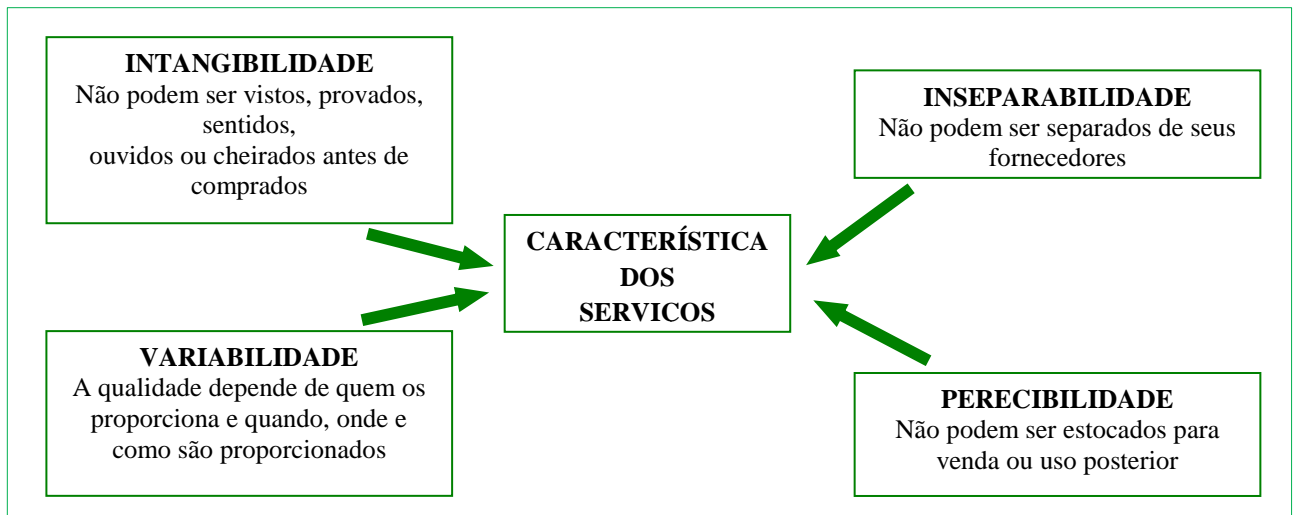 INTANGIBILIDADE
Não podem ser vistos, provados,
sentidos,
ouvidos ou cheirados antes de
comprados
INSEPARABILIDADE
Não podem ser separados de seus
fornecedores
CARACTERÍSTICA
DOS
SERVICOS
VARIABILIDADE
A qualidade depende de quem os
proporciona e quando, onde e
como são proporcionados
PERECIBILIDADE
Não podem ser estocados para
venda ou uso posterior